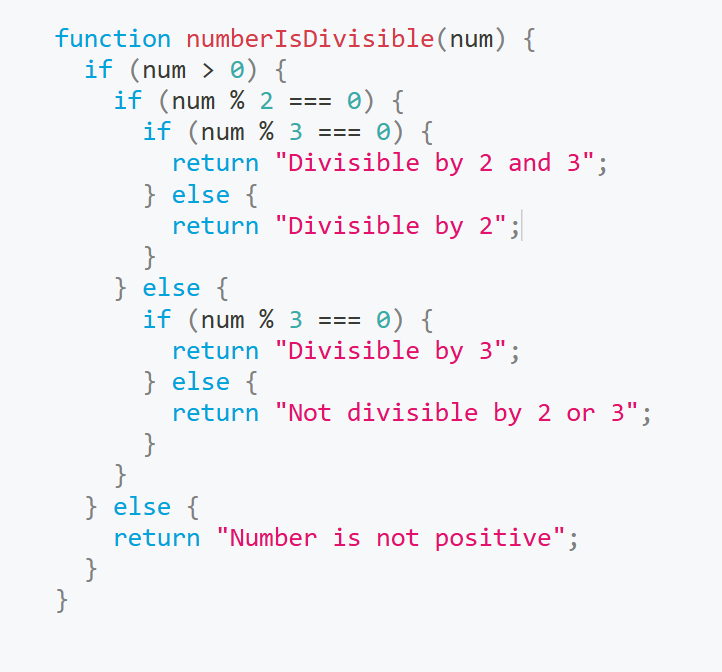 function numberIsDivisible(num) {
  if (num > 0) {
    if (num % 2 === 0) {
      if (num % 3 === 0) {
        return "Divisible by 2 and 3";
      } else {
        return "Divisible by 2";
      }
    } else {
      if (num % 3 === 0) {
        return "Divisible by 3";
      } else {
        return "Not divisible by 2 or 3";
      }
    }
  } else {
    return "Number is not positive";
  }
}